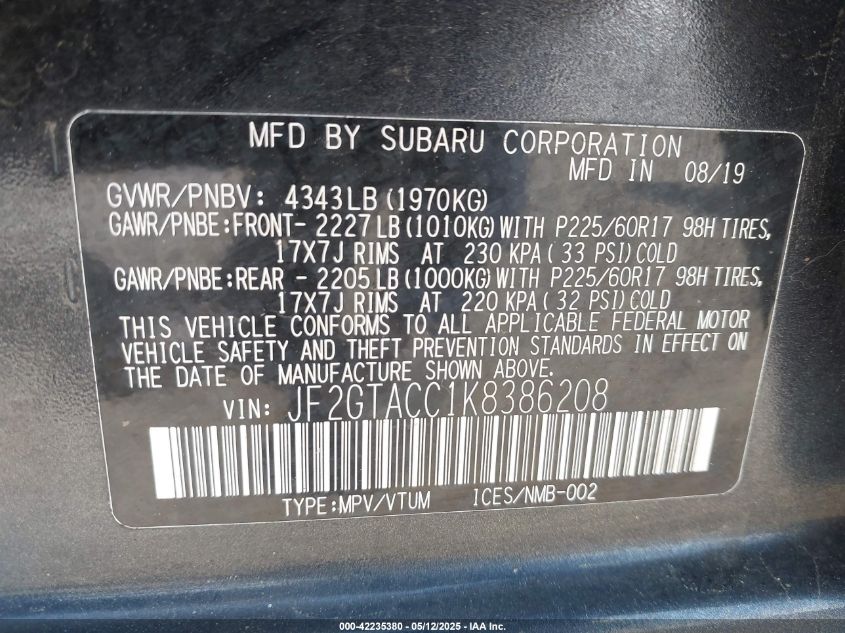 MFD BY SUBARU CORPORATION
MFD IN 08/19
GVWR/PNBV: 4343LB(1970KG)
GAWR/PNBE:FRONT- 2227LB(1010KG)WITH P225/60R17 98H TIRES,
17X7J RIMS AT 230 KPA( 33 PSI)COLD
GAWR/PNBE:REAR - 2205LB(1000KG)WITH P225/60R17 98H TIRES,
17X7J RIMS AT 220 KPA( 32 PSI)COLD
THIS VEHICLE CONFORMS TO ALL APPLICABLE FEDERAL MOTOR
VEHICLE SAFETY AND THEFT PREVENTION STANDARDS IN EFFECT ON
THE DATE OF MANUFACTURE SHOWN ABOVE.
VIN: JF2GTACC1K8386208
TYPE:MPV/VTUM ICES/NMB-002
000-42235380 - 05/12/2025 - IAA Inc.